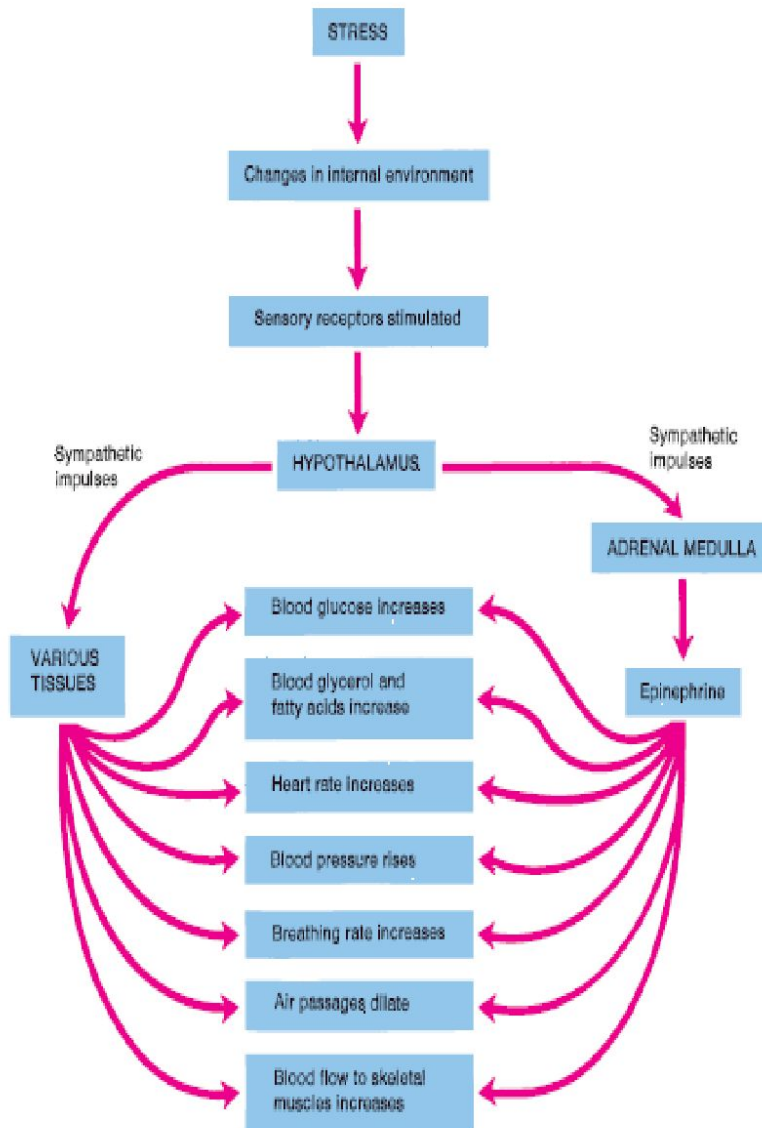 STRESS
Changes in internal environment
Sensory receptors stimulated
Sympathetic
impulses
HYPOTHALAMUS
Sympathetic
impulses
ADRENAL MEDULLA
VARIOUS
TISSUES
Epinephrine
Blood glucose increases
Blood glycerol and
fatty acids increase
Heart rate increases
Blood pressure rises
Breathing rate increases
Air passages dilate
Blood flow to skeletal
muscles increases